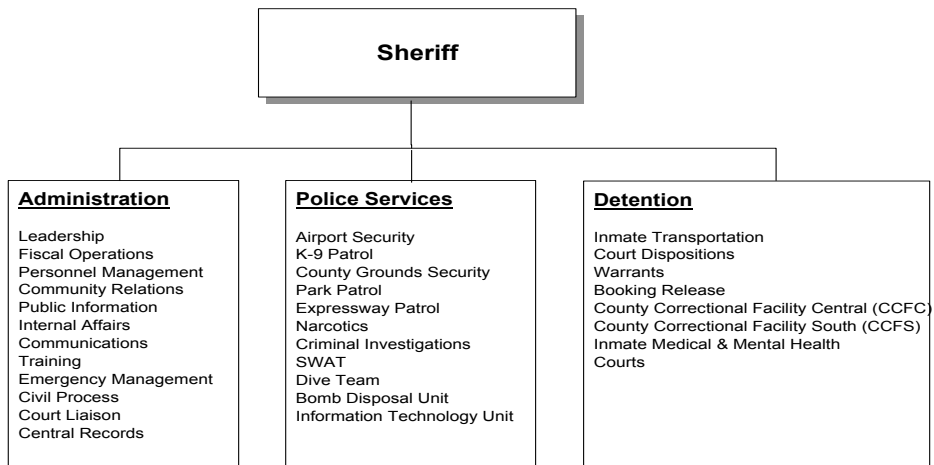 Sheriff
Administration
Leadership
Fiscal Operations
Personnel Management
Community Relations
Public Information
Internal Affairs
Communications
Training
Emergency Management
Civil Process
Court Liaison
Central Records
Police Services
Airport Security
K-9 Patrol
County Grounds Security
Park Patrol
Expressway Patrol
Narcotics
Criminal Investigations
SWAT
Dive Team
Bomb Disposal Unit
Information Technology Unit
Detention
Inmate Transportation
Court Dispositions
Warrants
Booking Release
County Correctional Facility Central (CCFC)
County Correctional Facility South (CCFS)
Inmate Medical & Mental Health
Courts